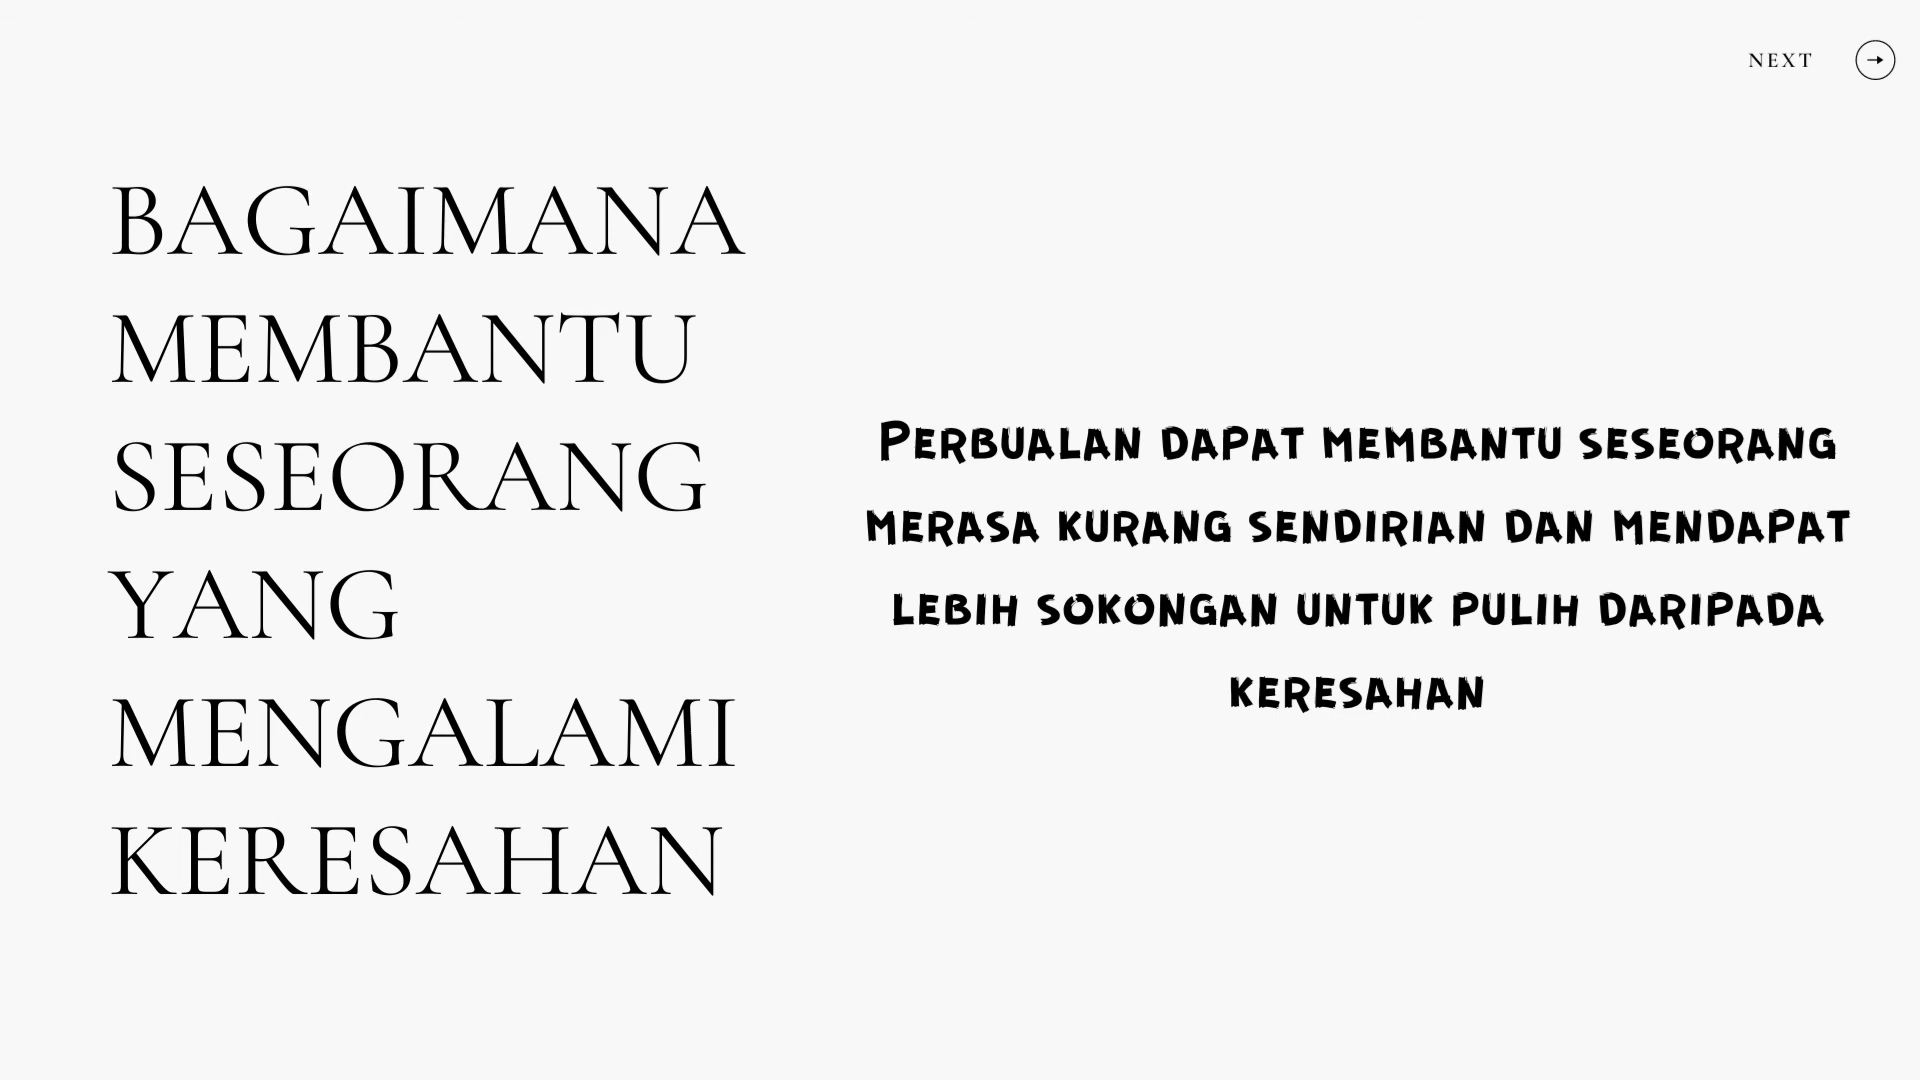 NEXT
BAGAIMANA
MEMBANTU
SESEORANG
YANG
MENGALAMI
KERESAHAN
Perbualan dapat membantu seseorang
merasa kurang sendirian dan mendapat
lebih sokongan untuk pulih daripada
keresahan